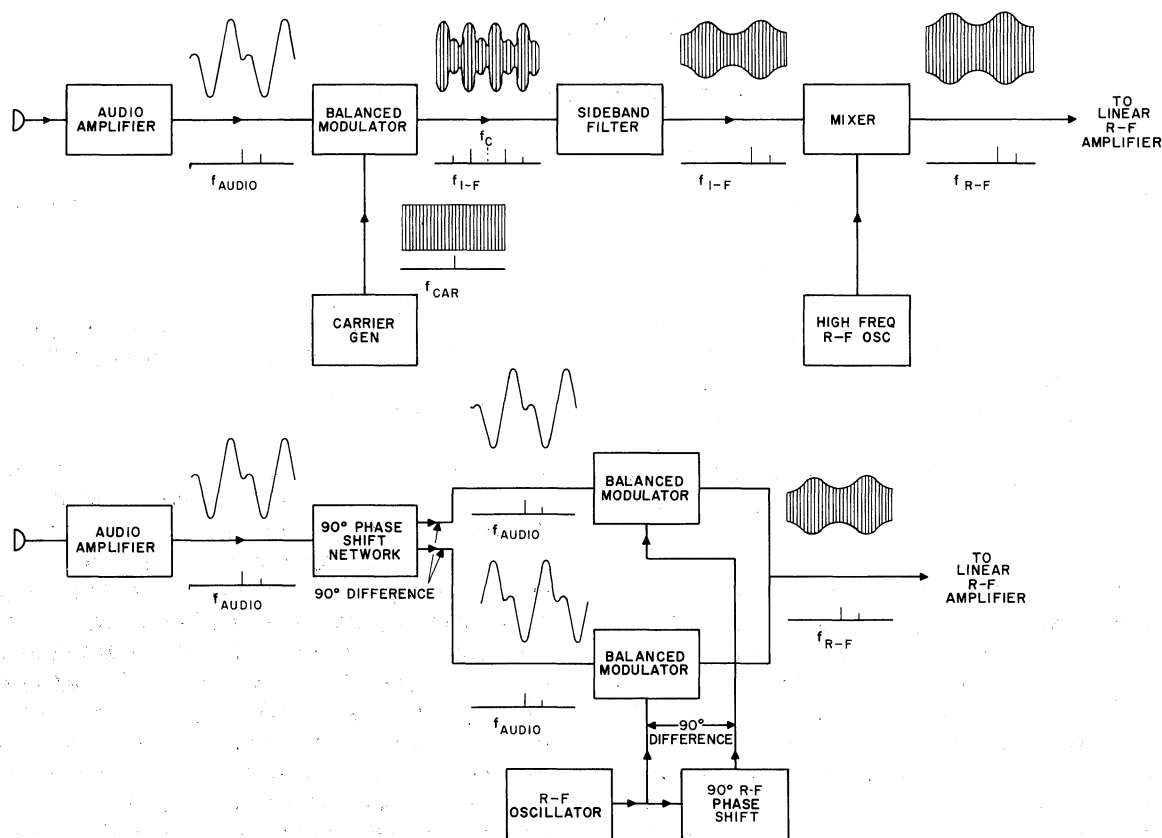 AUDIO
AMPLIFIER
f AUDIO
BALANCED
MODULATOR
f C
f I-F
SIDEBAND
FILTER
f I-F
MIXER
f R-F
TO
LINEAR
R-F
AMPLIFIER
f CAR
CARRIER
GEN
HIGH FREQ
R-F OSC
AUDIO
AMPLIFIER
f AUDIO
90° PHASE
SHIFT
NETWORK
90° DIFFERENCE
f AUDIO
BALANCED
MODULATOR
f AUDIO
BALANCED
MODULATOR
f R-F
TO
LINEAR
R-F
AMPLIFIER
90°
DIFFERENCE
R-F
OSCILLATOR
90° R-F
PHASE
SHIFT